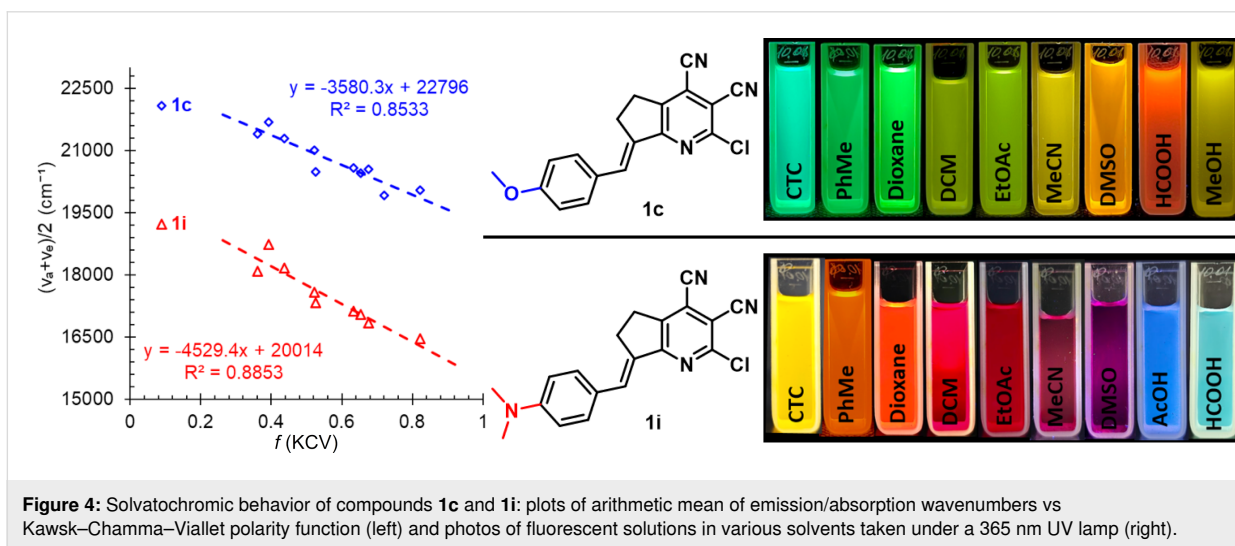 22500
21000
19500
18000
16500
15000
0
0.2
0.4
0.6
0.8
1
(νa+νe)/2 (cm⁻¹)
f (KCV)
1c
y = -3580.3x + 22796
R² = 0.8533
1i
y = -4529.4x + 20014
R² = 0.8853
CN
CN
N
Cl
O
1c
CN
CN
N
Cl
N
1i
CTC
PhMe
Dioxane
DCM
EtOAc
MeCN
DMSO
HCOOH
MeOH
CTC
PhMe
Dioxane
DCM
EtOAc
MeCN
DMSO
AcOH
HCOOH
Figure 4: Solvatochromic behavior of compounds 1c and 1i: plots of arithmetic mean of emission/absorption wavenumbers vs
Kawsk–Chamma–Viallet polarity function (left) and photos of fluorescent solutions in various solvents taken under a 365 nm UV lamp (right).